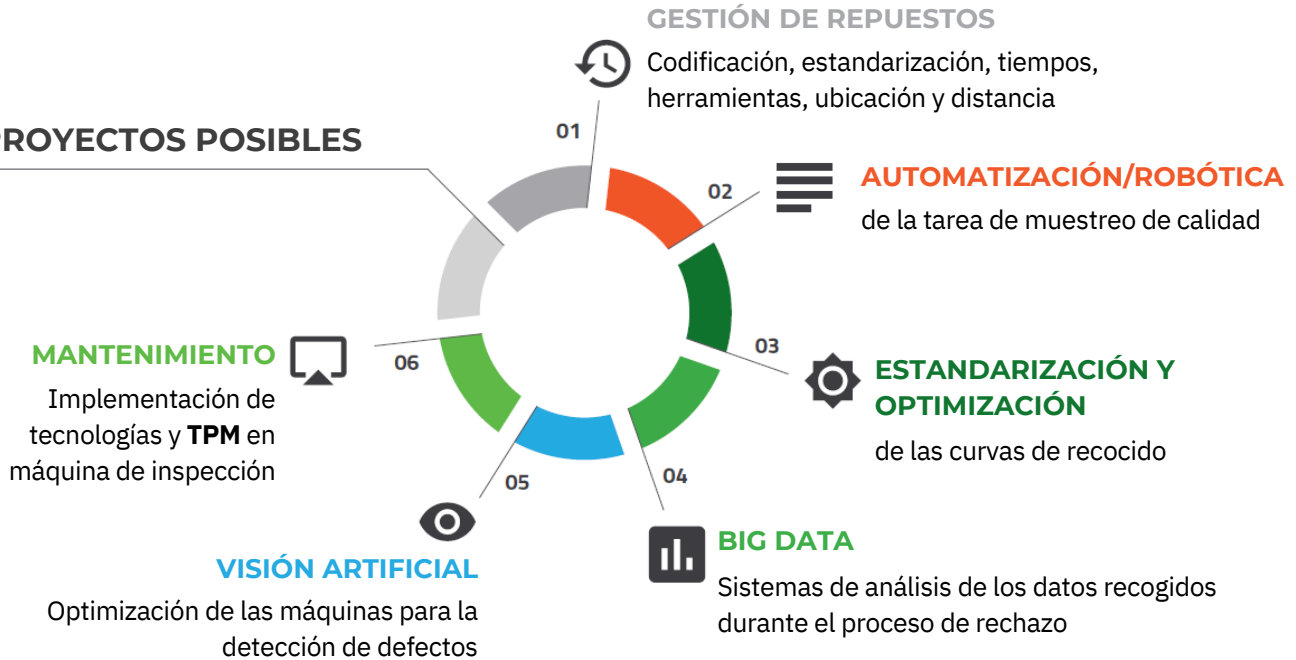 PROYECTOS POSIBLES
01
GESTIÓN DE REPUESTOS
Codificación, estandarización, tiempos,
herramientas, ubicación y distancia
02
AUTOMATIZACIÓN/ROBÓTICA
de la tarea de muestreo de calidad
03
ESTANDARIZACIÓN Y
OPTIMIZACIÓN
de las curvas de recocido
04
BIG DATA
Sistemas de análisis de los datos recogidos
durante el proceso de rechazo
05
VISIÓN ARTIFICIAL
Optimización de las máquinas para la
detección de defectos
06
MANTENIMIENTO
Implementación de
tecnologías y TPM en
máquina de inspección